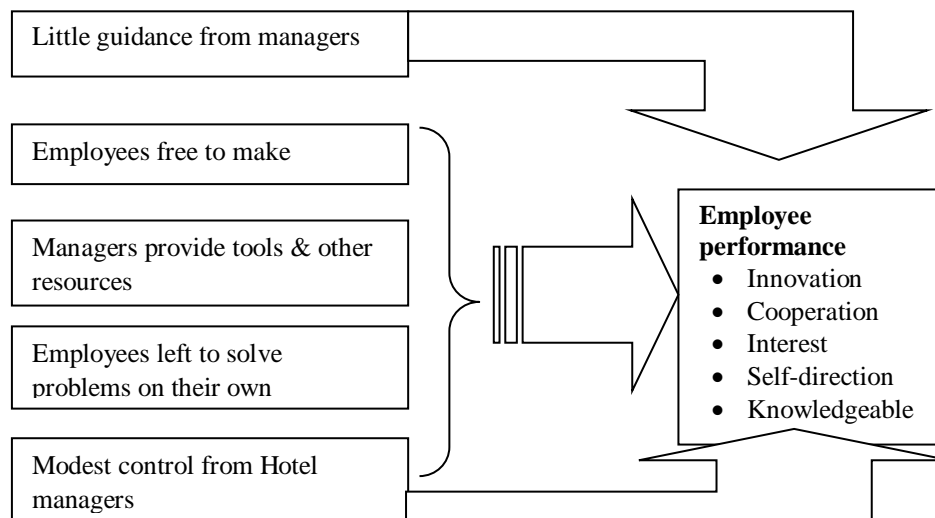 Little guidance from managers
Employees free to make
Managers provide tools & other
resources
Employees left to solve
problems on their own
Modest control from Hotel
managers
Employee
performance
• Innovation
• Cooperation
• Interest
• Self-direction
• Knowledgeable